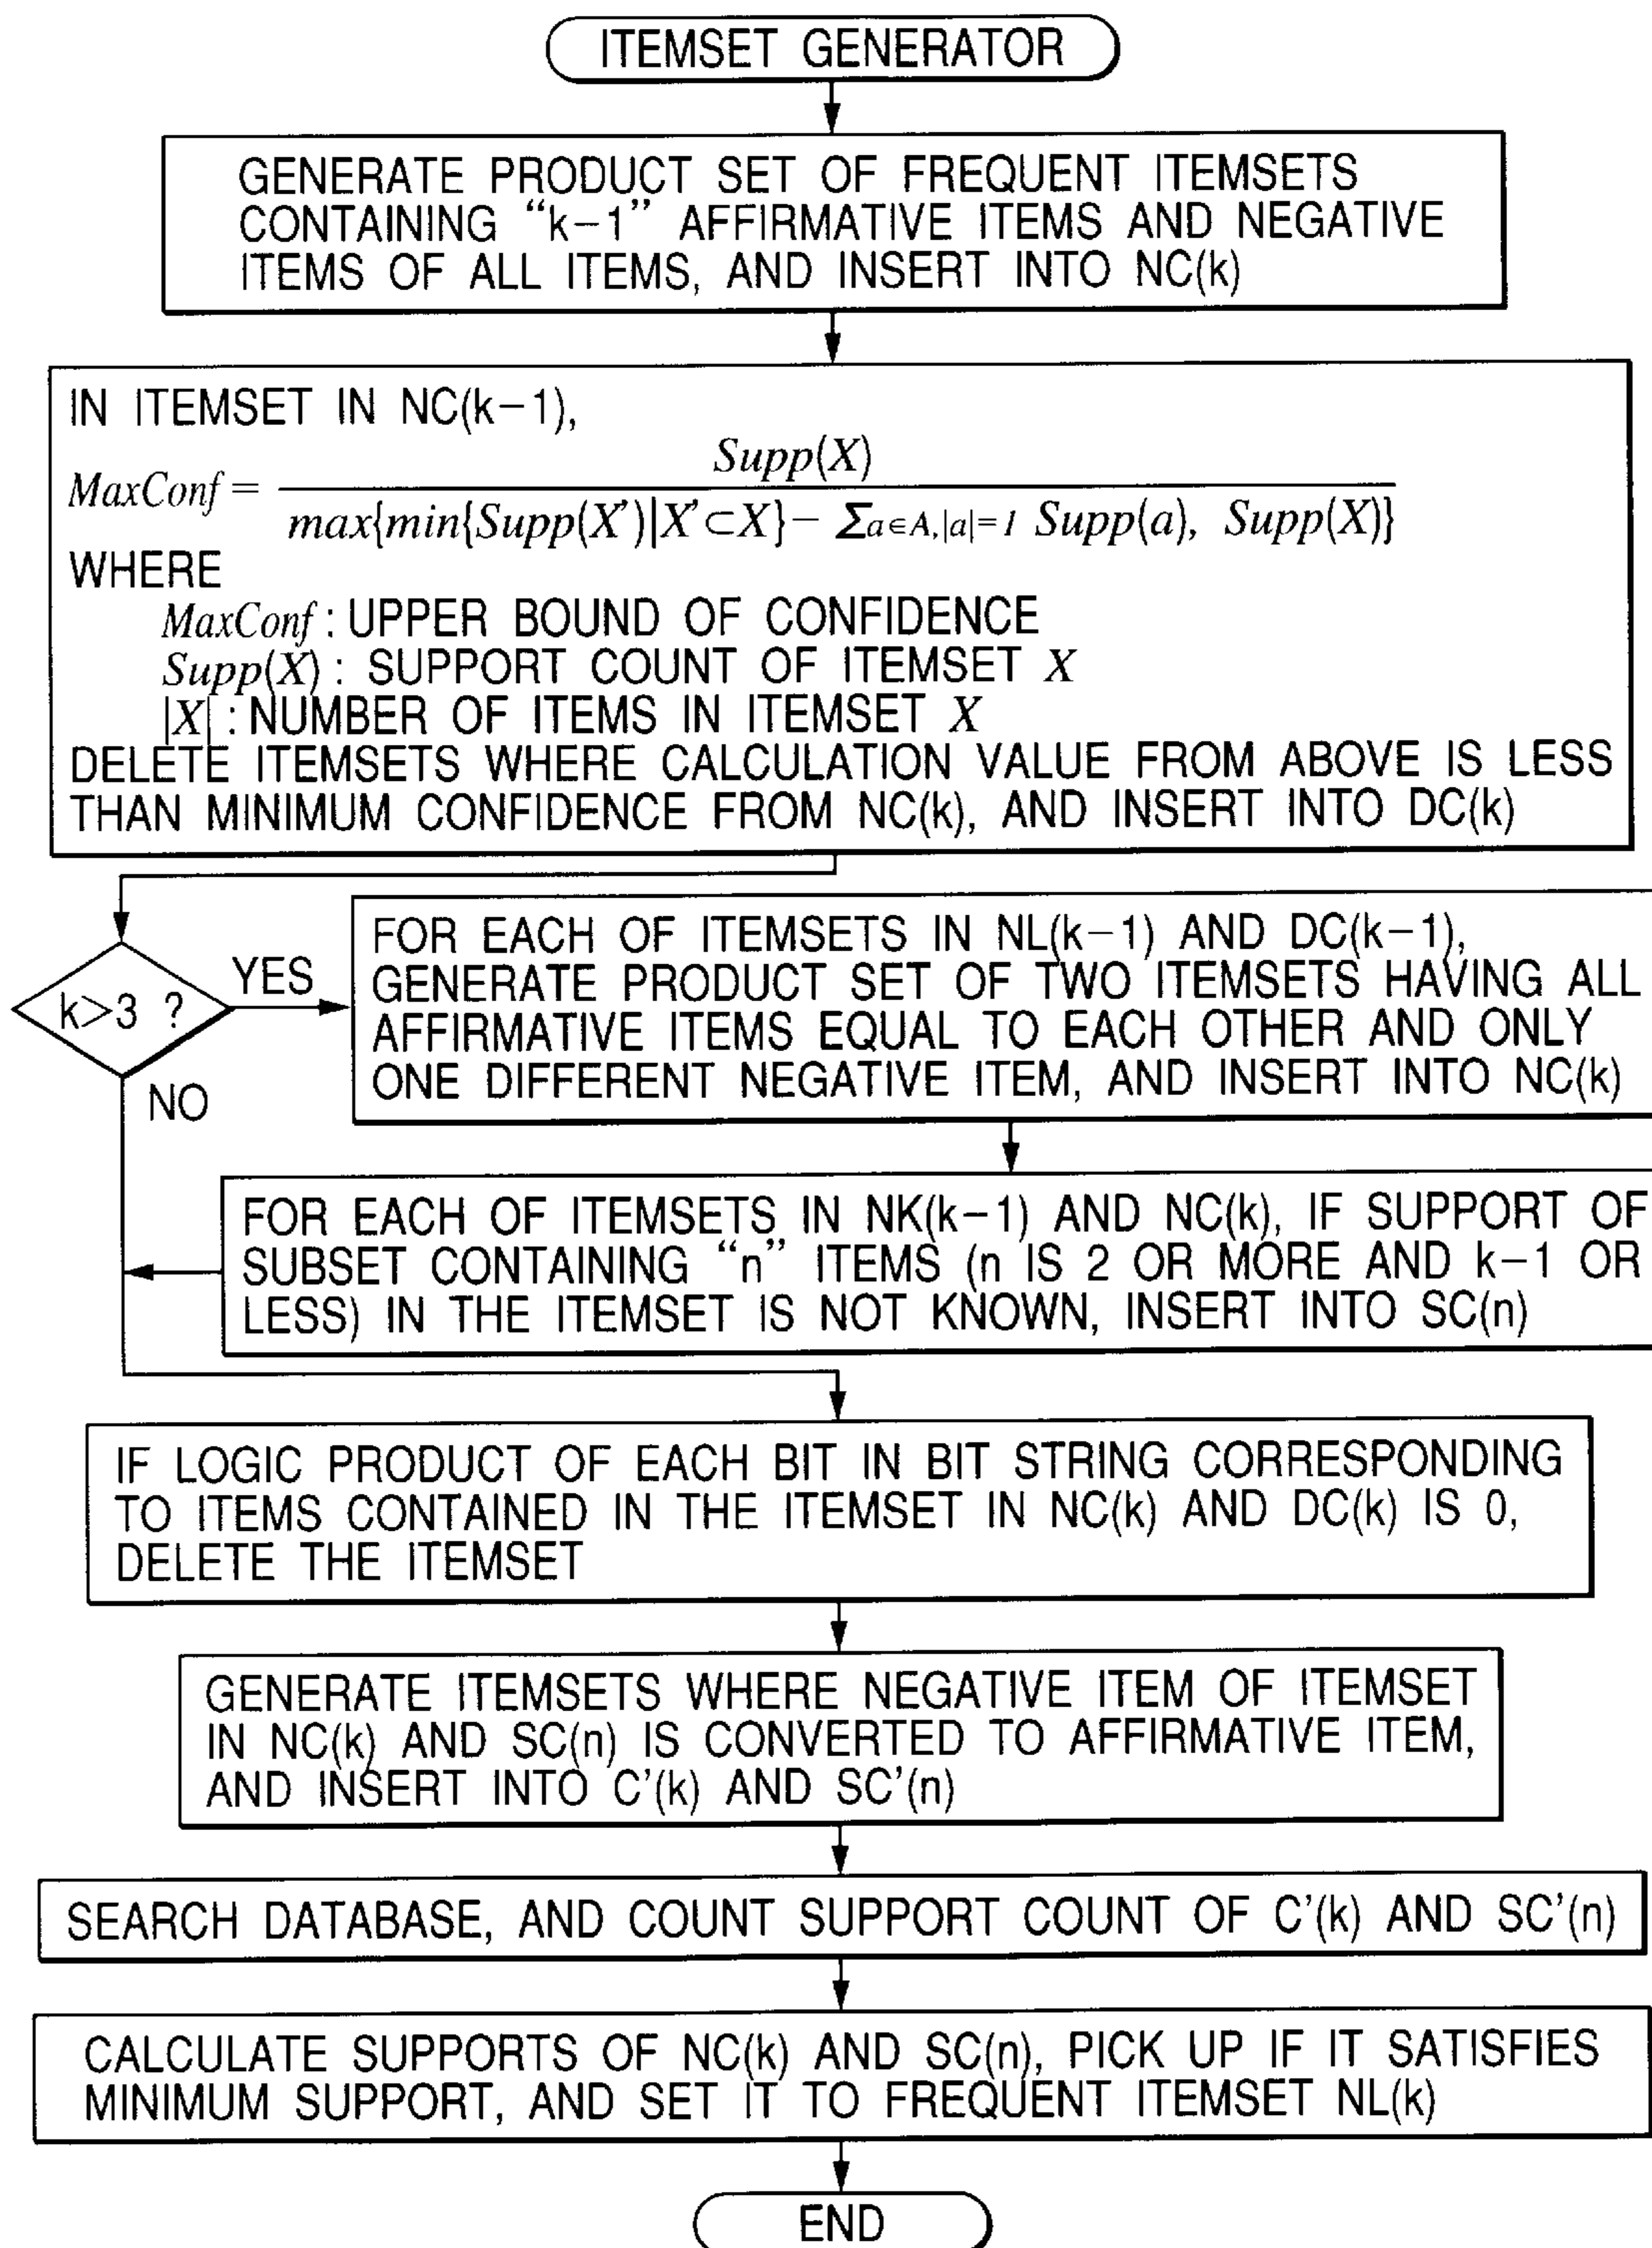 ITEMSET GENERATOR
GENERATE PRODUCT SET OF FREQUENT ITEMSETS
CONTAINING “k−1” AFFIRMATIVE ITEMS AND NEGATIVE
ITEMS OF ALL ITEMS, AND INSERT INTO NC(k)
IN ITEMSET IN NC(k−1),
Supp(X)
MaxConf =
max{min{Supp(X')|X'⊂X}− Σa∈A,|a|=1 Supp(a), Supp(X)}
WHERE
MaxConf : UPPER BOUND OF CONFIDENCE
Supp(X) : SUPPORT COUNT OF ITEMSET X
|X| : NUMBER OF ITEMS IN ITEMSET X
DELETE ITEMSETS WHERE CALCULATION VALUE FROM ABOVE IS LESS
THAN MINIMUM CONFIDENCE FROM NC(k), AND INSERT INTO DC(k)
k>3 ?
YES
NO
FOR EACH OF ITEMSETS IN NL(k−1) AND DC(k−1),
GENERATE PRODUCT SET OF TWO ITEMSETS HAVING ALL
AFFIRMATIVE ITEMS EQUAL TO EACH OTHER AND ONLY
ONE DIFFERENT NEGATIVE ITEM, AND INSERT INTO NC(k)
FOR EACH OF ITEMSETS IN NK(k−1) AND NC(k), IF SUPPORT OF
SUBSET CONTAINING “n” ITEMS (n IS 2 OR MORE AND k−1 OR
LESS) IN THE ITEMSET IS NOT KNOWN, INSERT INTO SC(n)
IF LOGIC PRODUCT OF EACH BIT IN BIT STRING CORRESPONDING
TO ITEMS CONTAINED IN THE ITEMSET IN NC(k) AND DC(k) IS 0,
DELETE THE ITEMSET
GENERATE ITEMSETS WHERE NEGATIVE ITEM OF ITEMSET
IN NC(k) AND SC(n) IS CONVERTED TO AFFIRMATIVE ITEM,
AND INSERT INTO C'(k) AND SC'(n)
SEARCH DATABASE, AND COUNT SUPPORT COUNT OF C'(k) AND SC'(n)
CALCULATE SUPPORTS OF NC(k) AND SC(n), PICK UP IF IT SATISFIES
MINIMUM SUPPORT, AND SET IT TO FREQUENT ITEMSET NL(k)
END